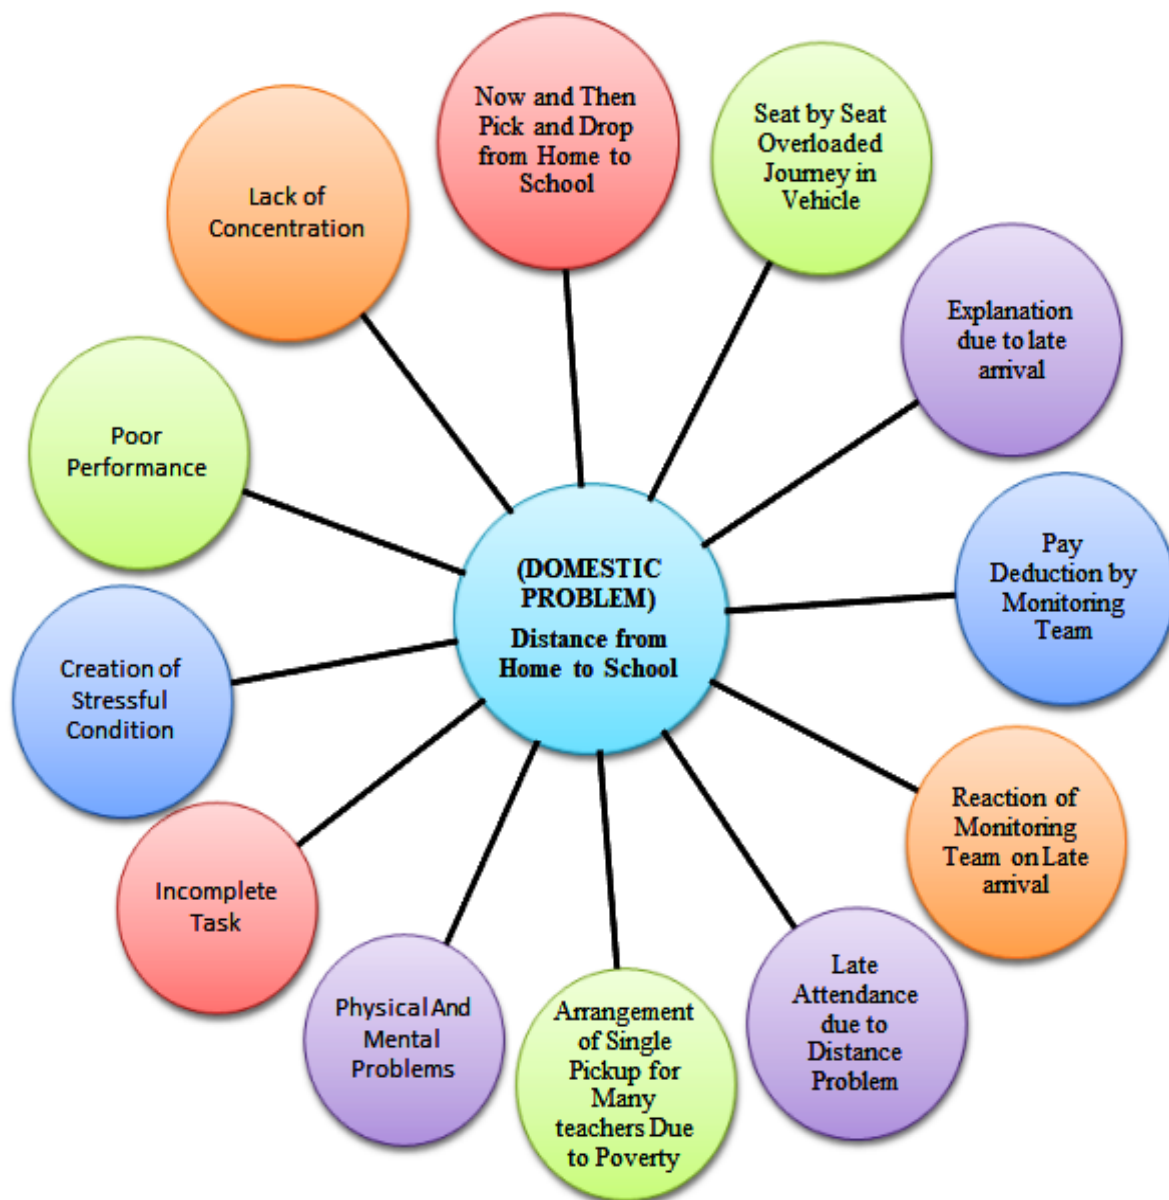 Now and Then
Pick and Drop
from Home to
School
Seat by Seat
Overloaded
Journey in
Vehicle
Explanation
due to late
arrival
Pay
Deduction by
Monitoring
Team
Reaction of
Monitoring
Team on Late
arrival
Late
Attendance
due to
Distance
Problem
Arrangement
of Single
Pickup for
Many
teachers Due
to Poverty
Physical And
Mental
Problems
Incomplete
Task
Creation of
Stressful
Condition
Poor
Performance
Lack of
Concentration
(DOMESTIC
PROBLEM)
Distance from
Home to School